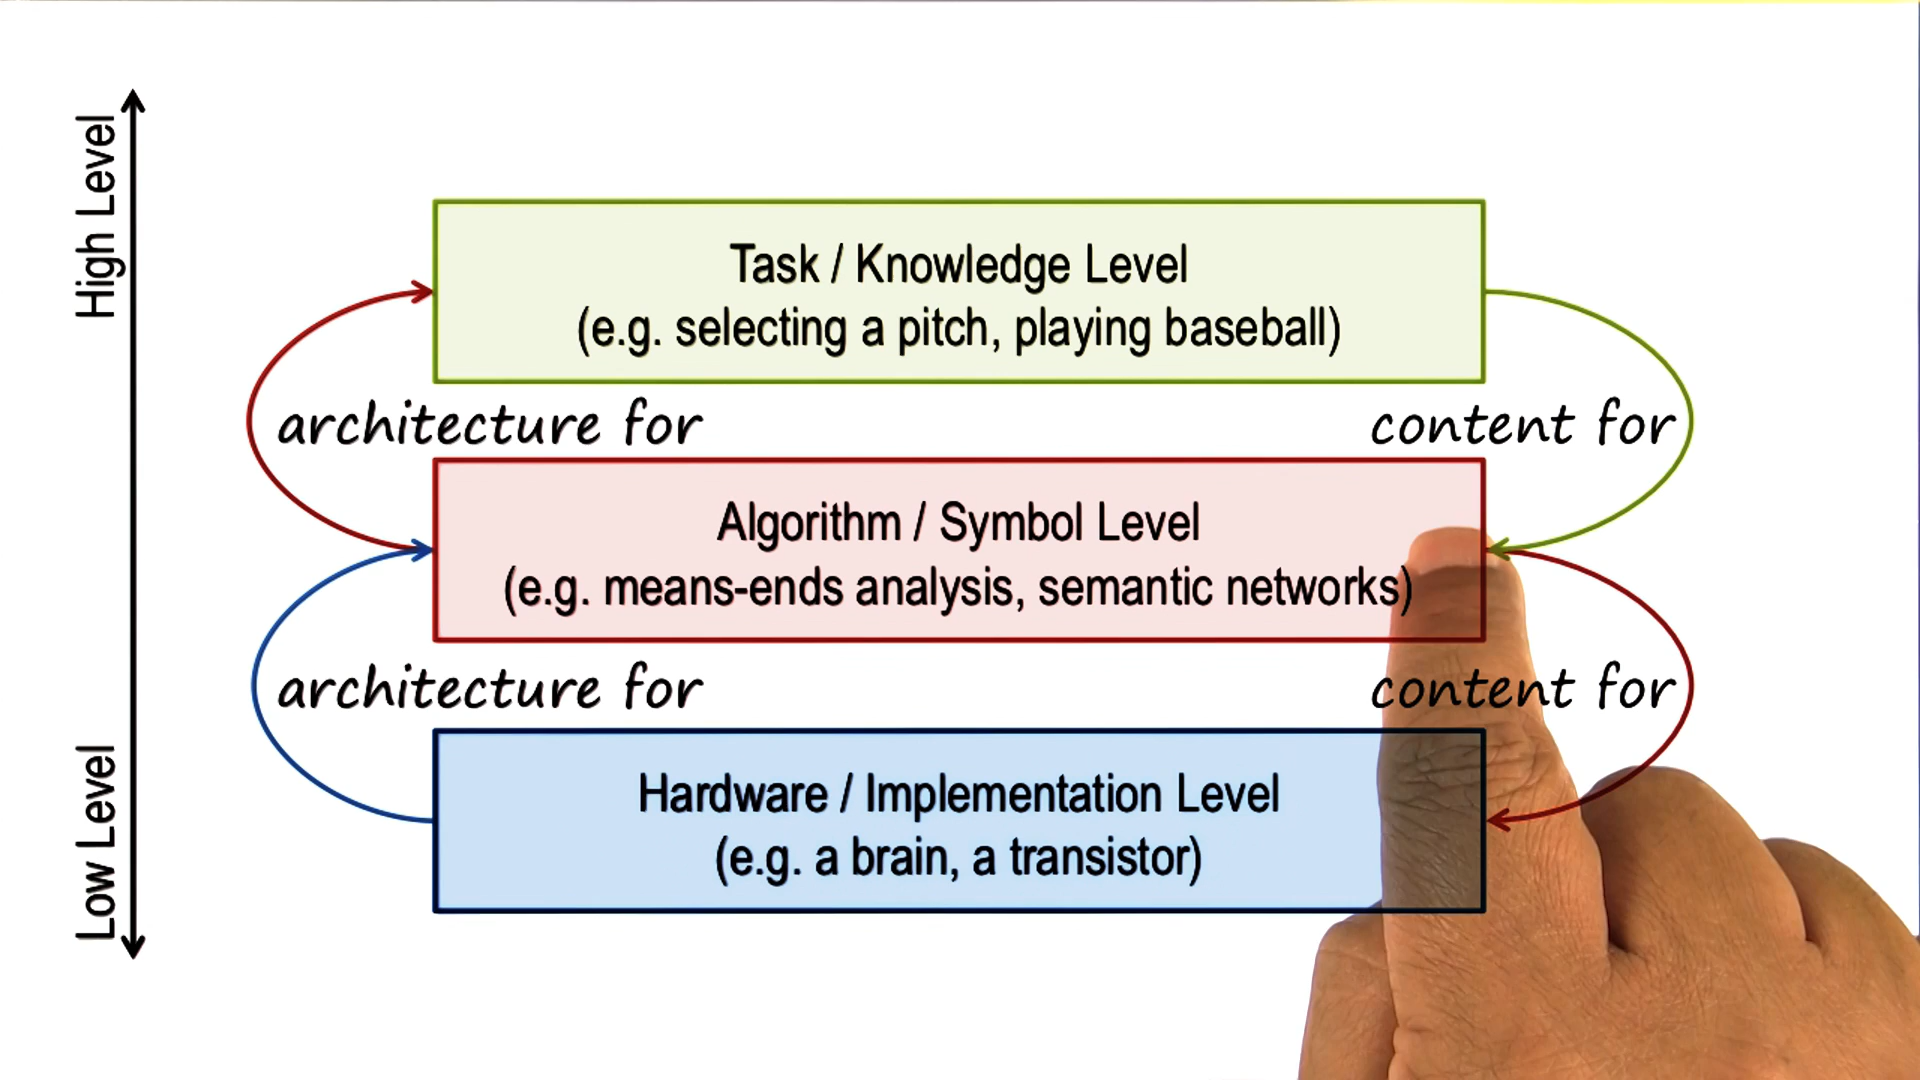 High Level
Task / Knowledge Level
(e.g. selecting a pitch, playing baseball)
architecture for
content for
Algorithm / Symbol Level
(e.g. means-ends analysis, semantic networks)
architecture for
content for
Hardware / Implementation Level
(e.g. a brain, a transistor)
Low Level